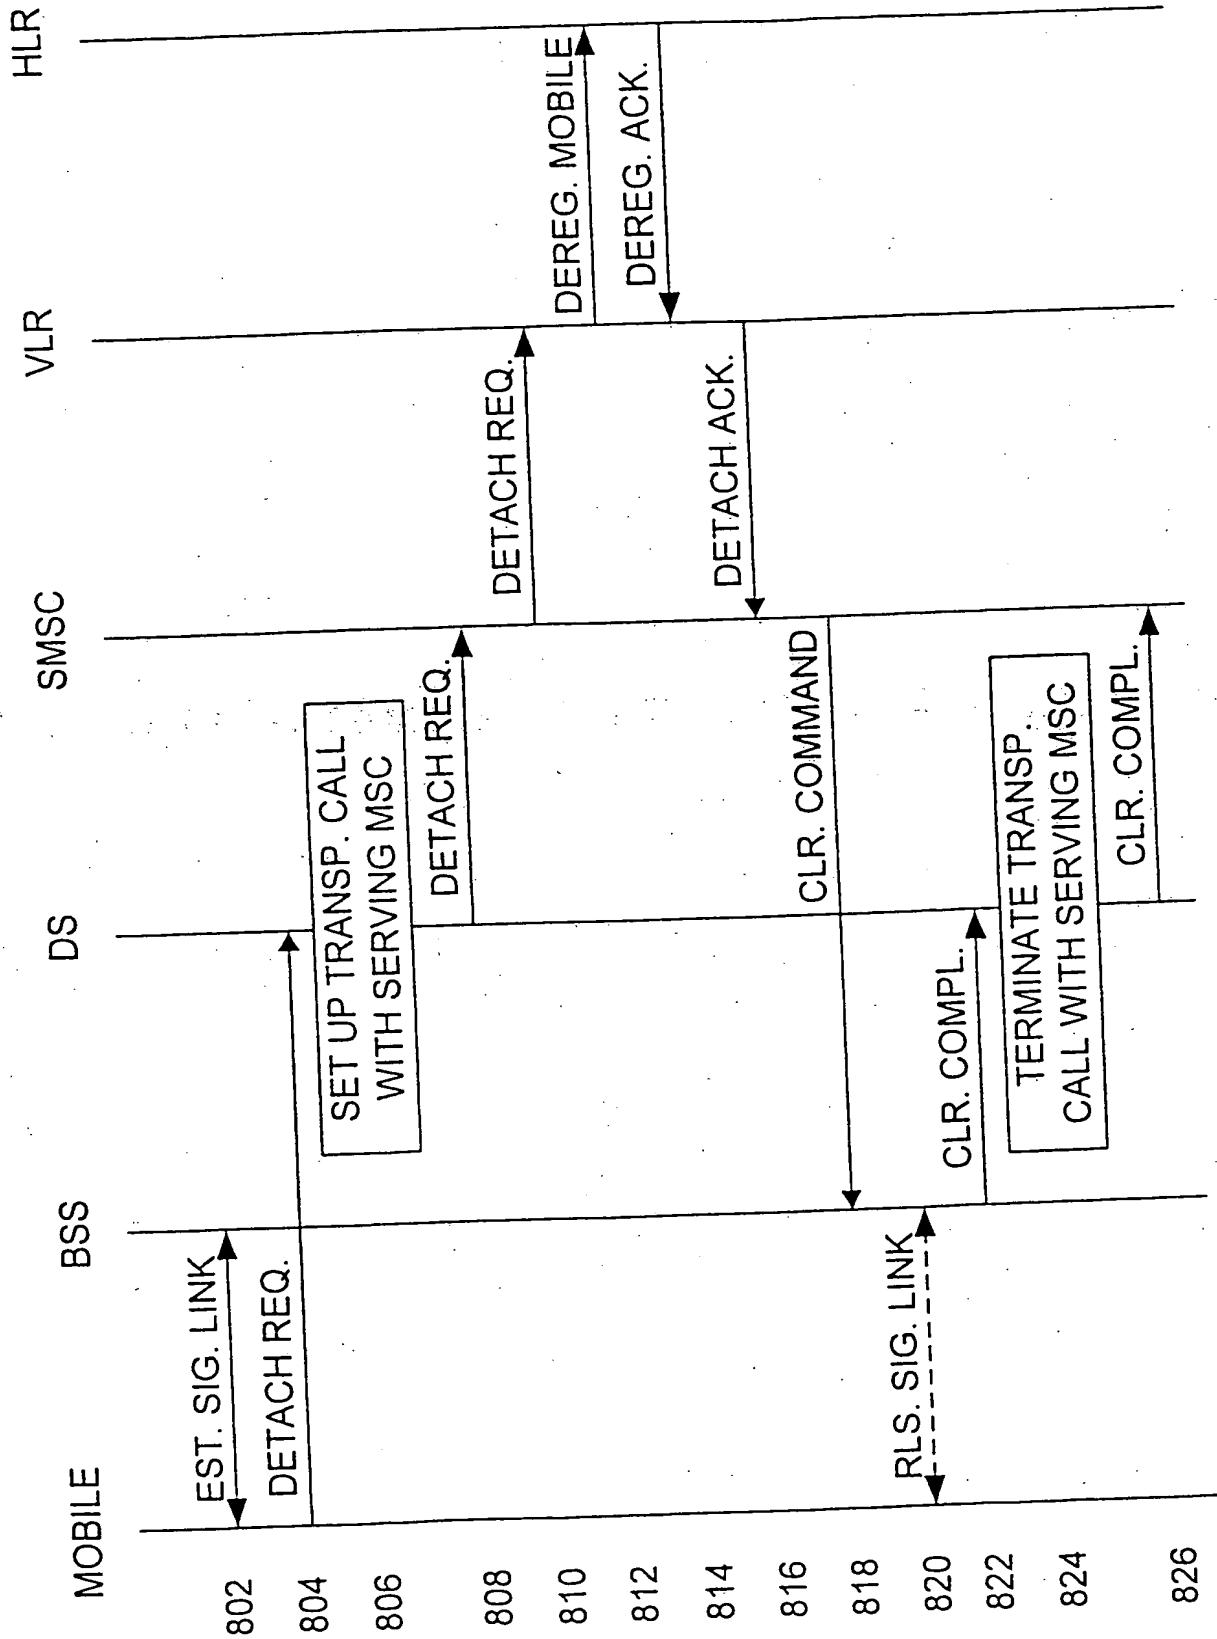 MOBILE
BSS
DS
SMSC
VLR
HLR
802
EST. SIG. LINK
804
DETACH REQ.
806
SET UP TRANSP. CALL
WITH SERVING MSC
808
DETACH REQ.
810
DETACH REQ.
812
DEREG. MOBILE
814
DEREG. ACK.
816
DETACH ACK.
818
CLR. COMMAND
820
RLS. SIG. LINK
822
CLR. COMPL.
824
TERMINATE TRANSP.
CALL WITH SERVING MSC
826
CLR. COMPL.